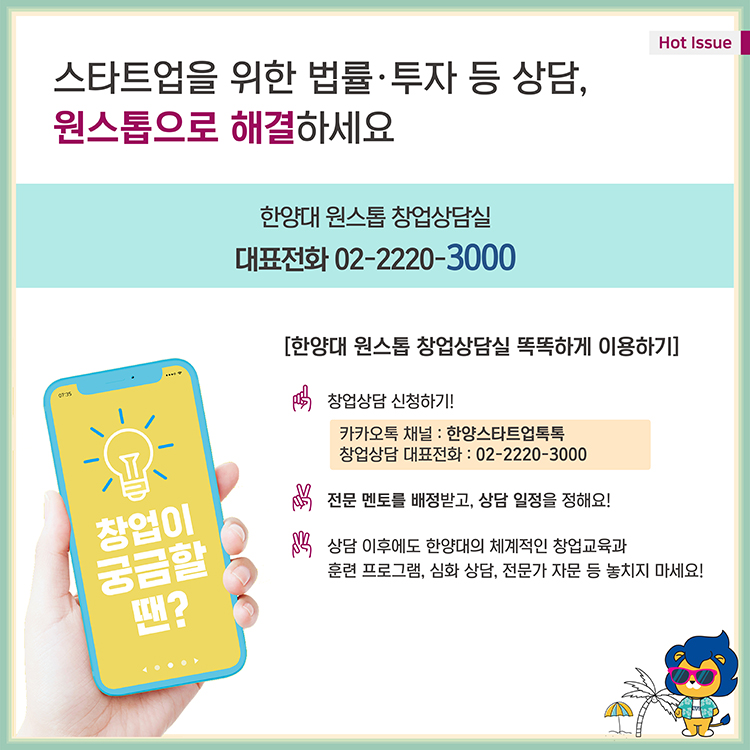 Hot Issue
스타트업을 위한 법률·투자 등 상담,
원스톱으로 해결하세요
한양대 원스톱 창업상담실
대표전화 02-2220-3000
[한양대 원스톱 창업상담실 똑똑하게 이용하기]
창업상담 신청하기!
카카오톡 채널 : 한양스타트업톡톡
창업상담 대표전화 : 02-2220-3000
전문 멘토를 배정받고, 상담 일정을 정해요!
상담 이후에도 한양대의 체계적인 창업교육과
훈련 프로그램, 심화 상담, 전문가 자문 등 놓치지 마세요!
07:35
창업이
궁금할
땐?